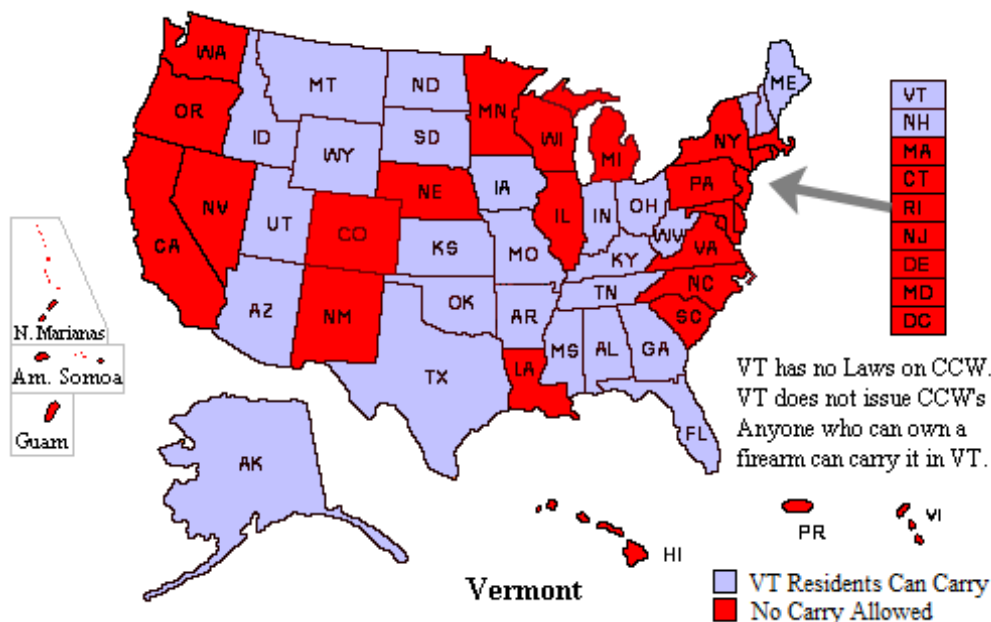 WA
MT
ND
MN
ME
OR
ID
SD
WI
NY
WY
MI
IA
NE
PA
NV
UT
IL
IN
OH
CO
WV
CA
KS
MO
VA
KY
NC
TN
OK
AZ
NM
AR
SC
MS
AL
GA
LA
TX
FL
AK
HI
PR
VI
VT
NH
MA
CT
RI
NJ
DE
MD
DC
N. Marianas
Am. Somoa
Guam
VT has no Laws on CCW.
VT does not issue CCW's
Anyone who can own a
firearm can carry it in VT.
Vermont
VT Residents Can Carry
No Carry Allowed